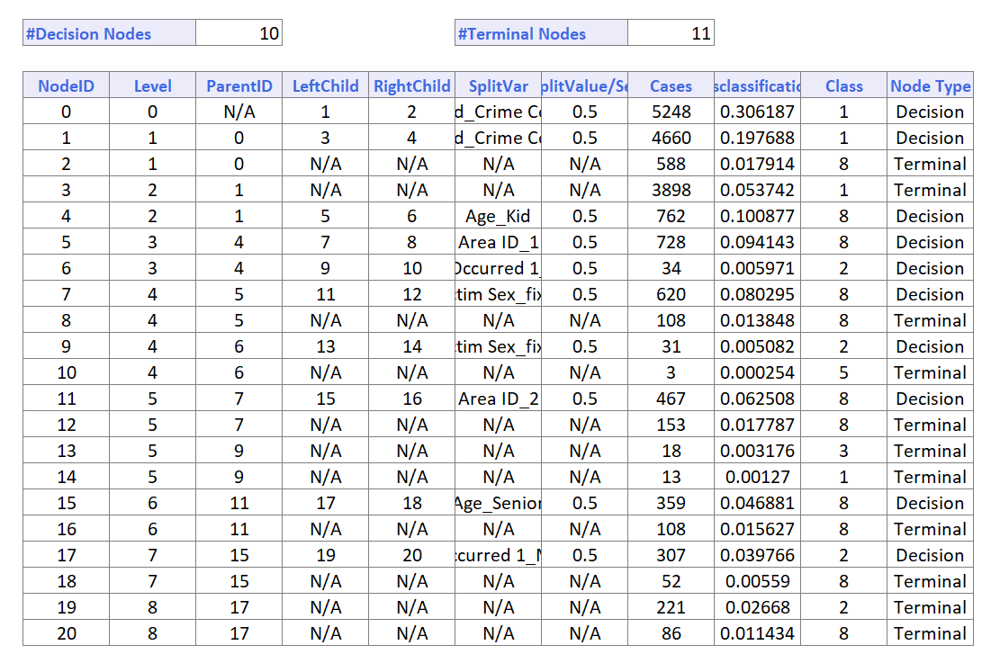 #Decision Nodes 10 #Terminal Nodes 11
NodeID Level ParentID LeftChild RightChild SplitVar plitValue/Se Cases sclassificatic Class Node Type
0 0 N/A 1 2 d_Crime Co 0.5 5248 0.306187 1 Decision
1 1 0 3 4 d_Crime Co 0.5 4660 0.197688 1 Decision
2 1 0 N/A N/A N/A N/A 588 0.017914 8 Terminal
3 2 1 N/A N/A N/A N/A 3898 0.053742 1 Terminal
4 2 1 5 6 Age_Kid 0.5 762 0.100877 8 Decision
5 3 4 7 8 Area ID_1 0.5 728 0.094143 8 Decision
6 3 4 9 10 Occurred 1_ 0.5 34 0.005971 2 Decision
7 4 5 11 12 tim Sex_fix 0.5 620 0.080295 8 Decision
8 4 5 N/A N/A N/A N/A 108 0.013848 8 Terminal
9 4 6 13 14 tim Sex_fix 0.5 31 0.005082 2 Decision
10 4 6 N/A N/A N/A N/A 3 0.000254 5 Terminal
11 5 7 15 16 Area ID_2 0.5 467 0.062508 8 Decision
12 5 7 N/A N/A N/A N/A 153 0.017787 8 Terminal
13 5 9 N/A N/A N/A N/A 18 0.003176 3 Terminal
14 5 9 N/A N/A N/A N/A 13 0.00127 1 Terminal
15 6 11 17 18 Age_Senior 0.5 359 0.046881 8 Decision
16 6 11 N/A N/A N/A N/A 108 0.015627 8 Terminal
17 7 15 19 20 ccurred 1_N 0.5 307 0.039766 2 Decision
18 7 15 N/A N/A N/A N/A 52 0.00559 8 Terminal
19 8 17 N/A N/A N/A N/A 221 0.02668 2 Terminal
20 8 17 N/A N/A N/A N/A 86 0.011434 8 Terminal